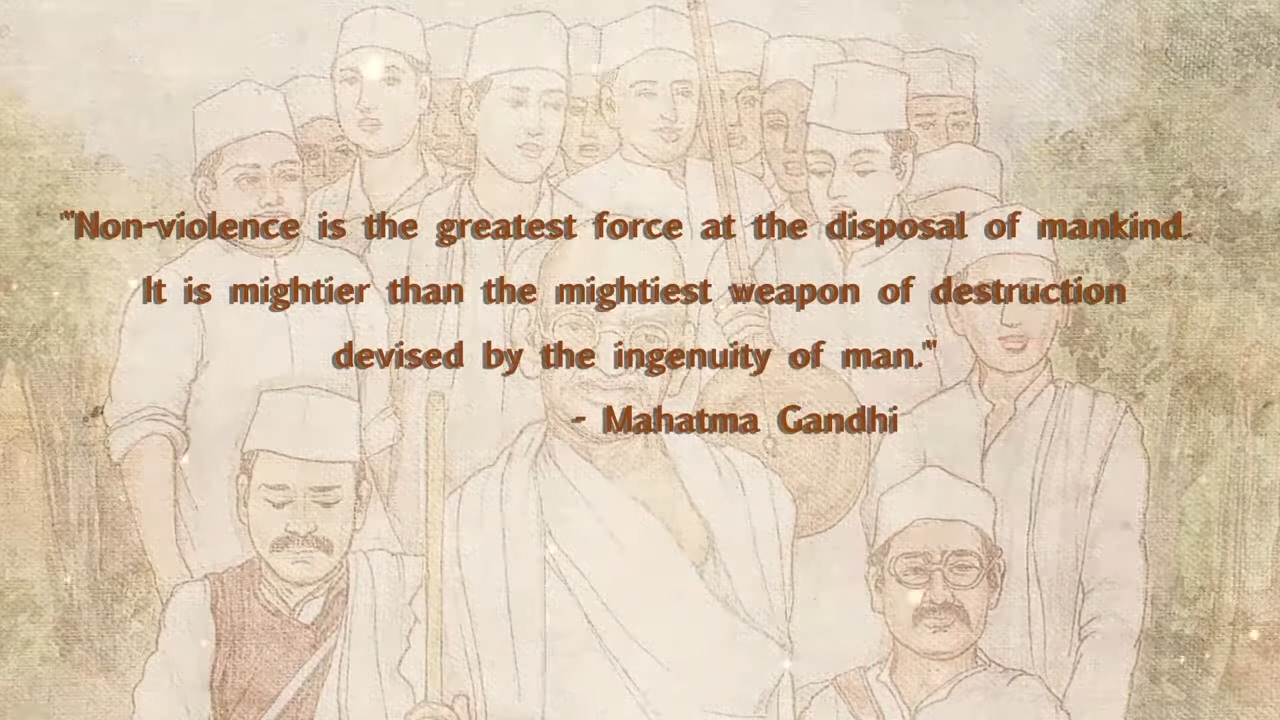 "Non-violence is the greatest force at the disposal of mankind.
It is mightier than the mightiest weapon of destruction
devised by the ingenuity of man."
- Mahatma Gandhi